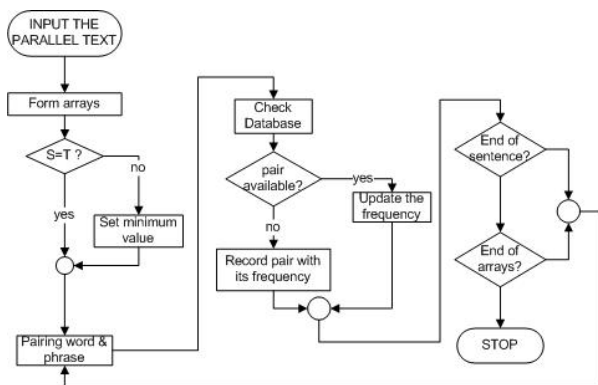 INPUT THE
PARALLEL TEXT
Form arrays
S=T ?
no
yes
Set minimum
value
Pairing word &
phrase
Check
Database
pair
available?
yes
Update the
frequency
no
Record pair with
its frequency
End of
sentence?
End of
arrays?
STOP